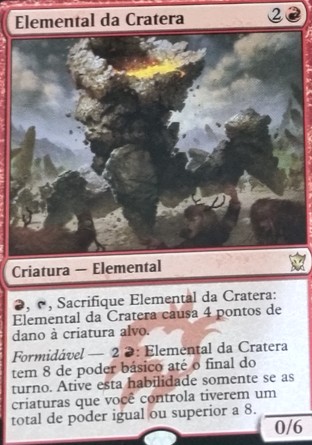 Elemental da Cratera 2
Criatura — Elemental
, , Sacrifique Elemental da Cratera:
Elemental da Cratera causa 4 pontos de
dano à criatura alvo.
Formidável — 2 : Elemental da Cratera
tem 8 de poder básico até o final do
turno. Ative esta habilidade somente se as
criaturas que você controla tiverem um
total de poder igual ou superior a 8.
0/6